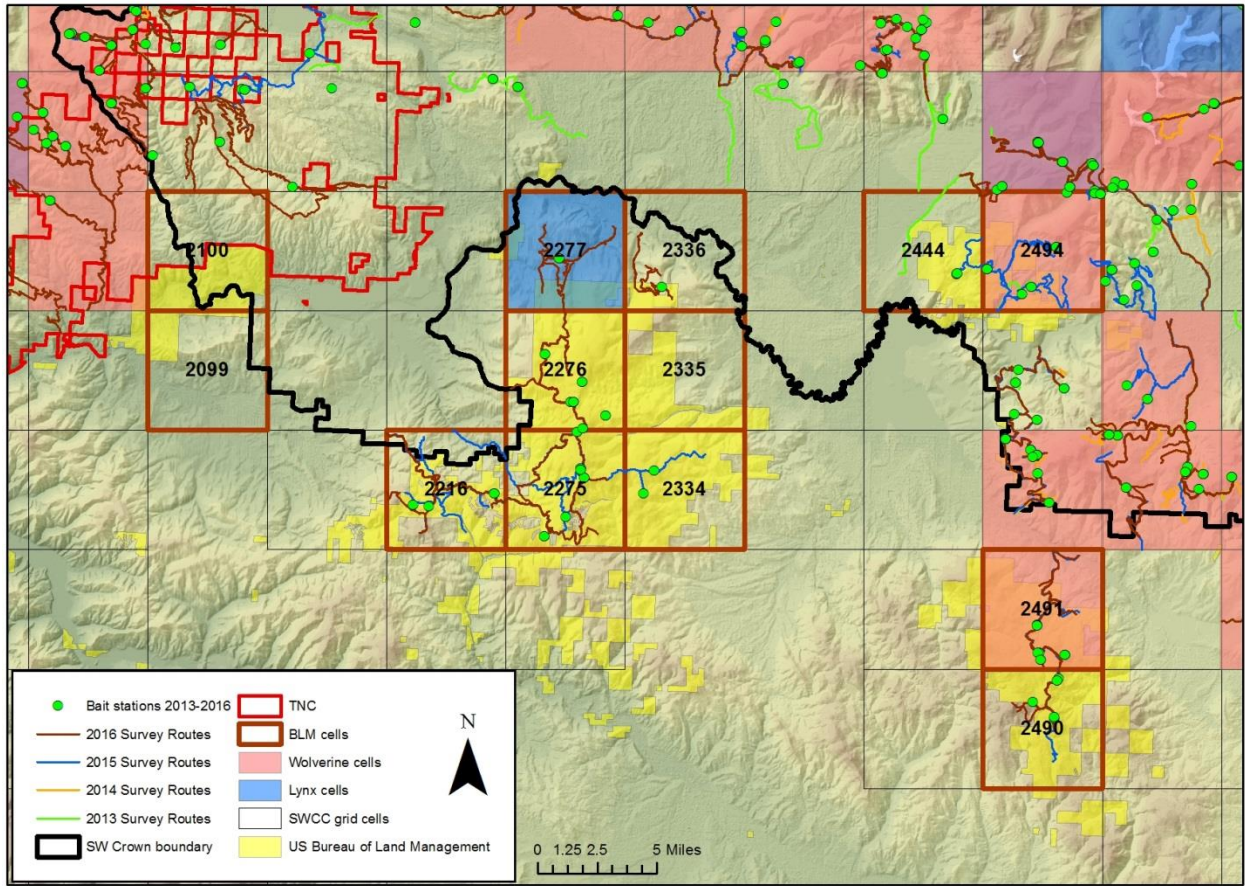 2277
2336
2444
2494
2100
2099
2276
2335
2216
2275
2334
2491
2490
Bait stations 2013-2016
2016 Survey Routes
2015 Survey Routes
2014 Survey Routes
2013 Survey Routes
SW Crown boundary
TNC
BLM cells
Wolverine cells
Lynx cells
SWCC grid cells
US Bureau of Land Management
N
0 1.25 2.5 5 Miles